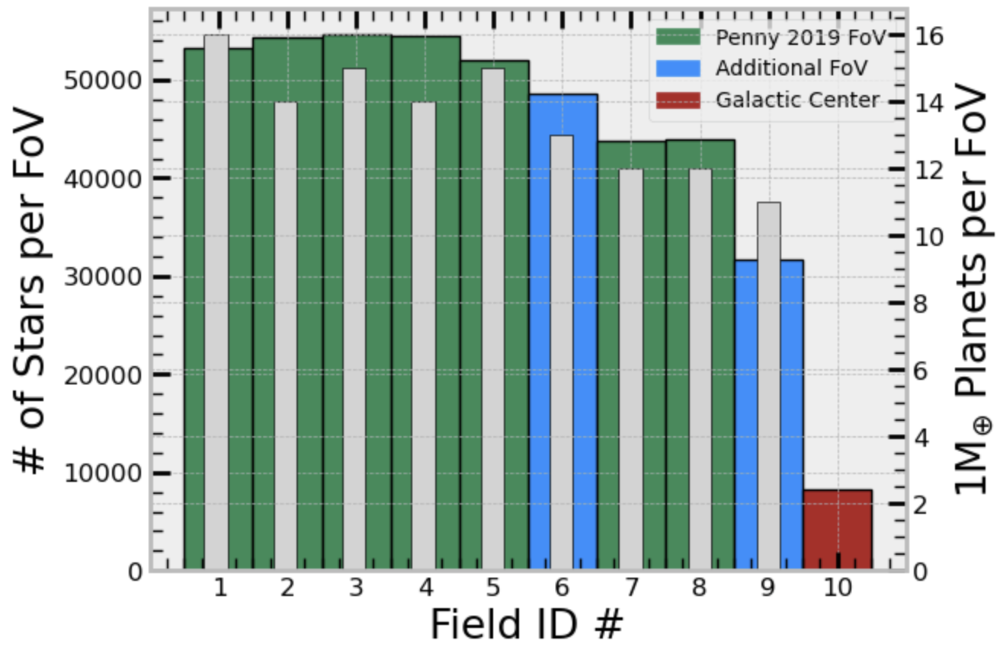 Penny 2019 FoV
Additional FoV
Galactic Center
# of Stars per FoV
50000
40000
30000
20000
10000
0
1M⊕ Planets per FoV
16
14
12
10
8
6
4
2
0
1 2 3 4 5 6 7 8 9 10
Field ID #